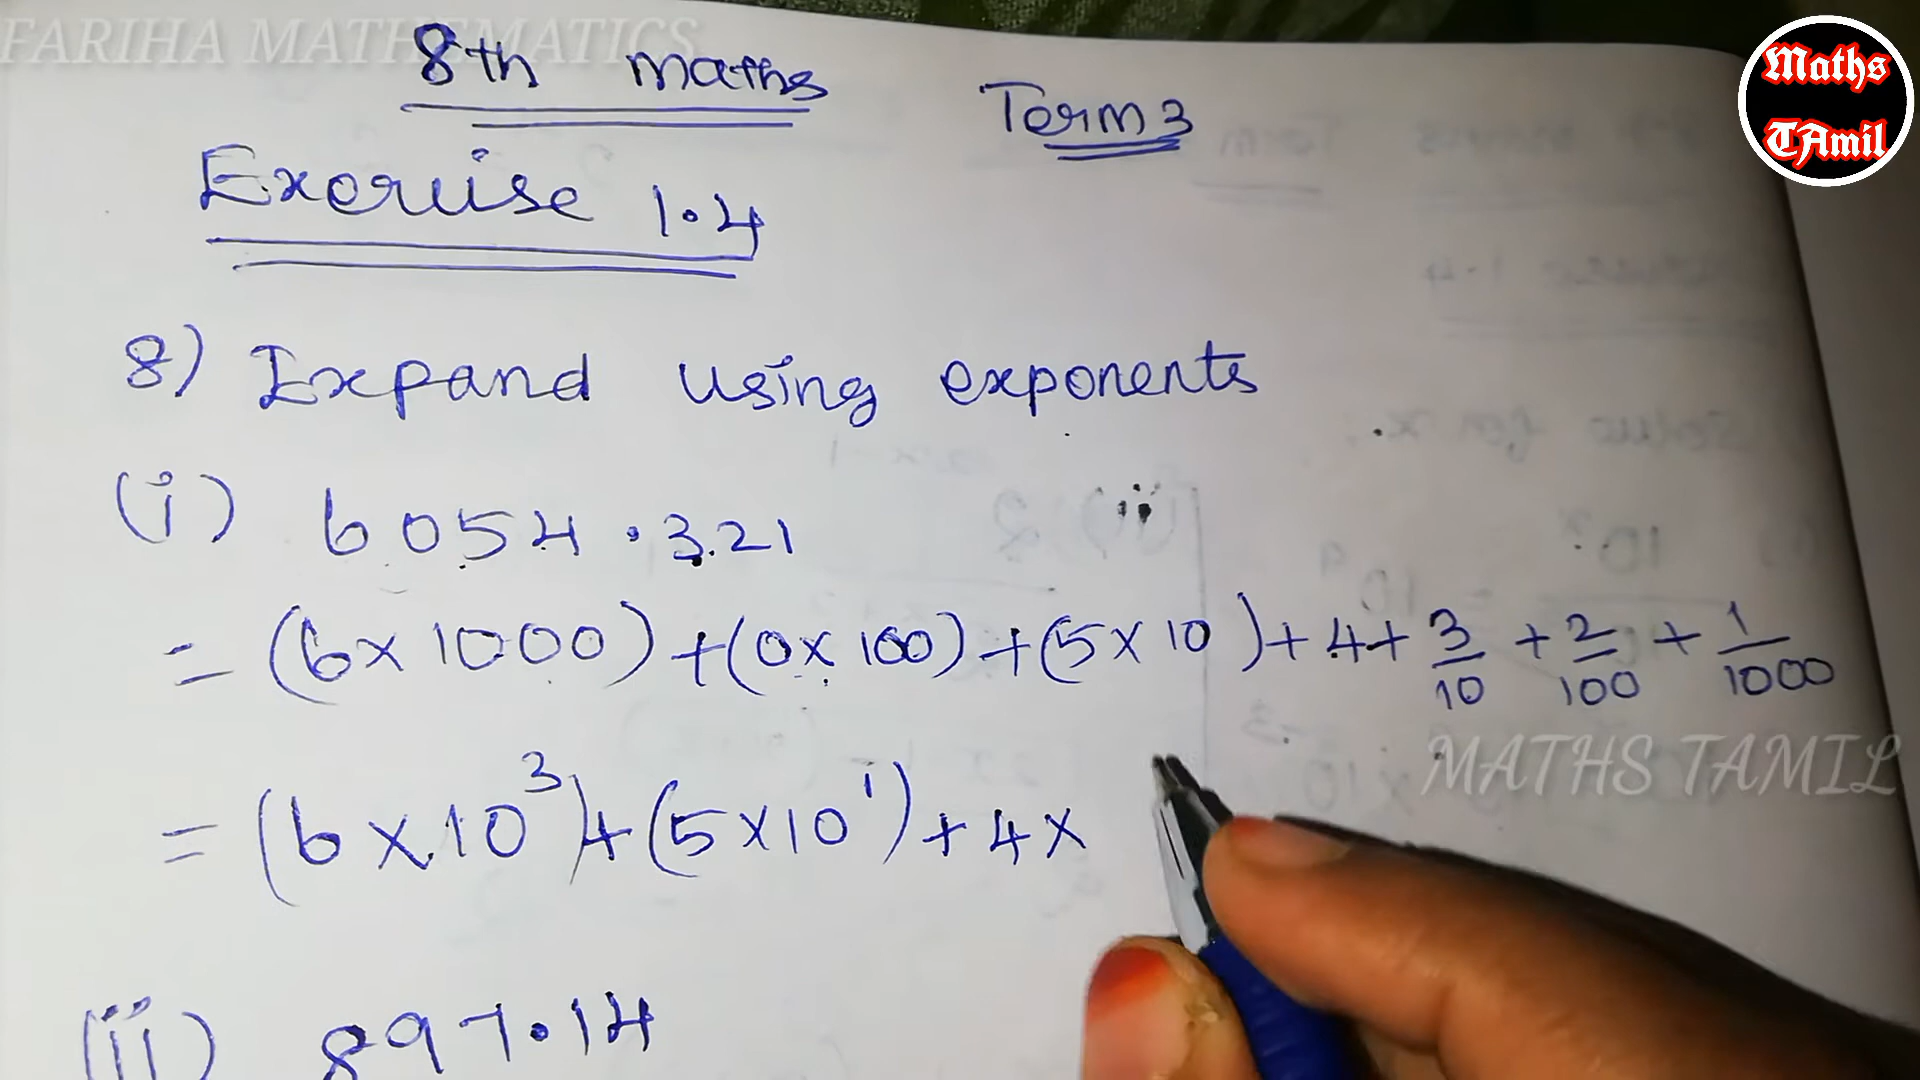 FARIHA MATHEMATICS
8th maths
Term 3
Maths
TAmil
Exercise 1.4
8) Expand using exponents
(i) 6054.321
= (6 × 1000) + (0 × 100) + (5 × 10) + 4 + 3/10 + 2/100 + 1/1000
MATHS TAMIL
= (6 × 10³) + (5 × 10¹) + 4 ×
(ii) 897.14